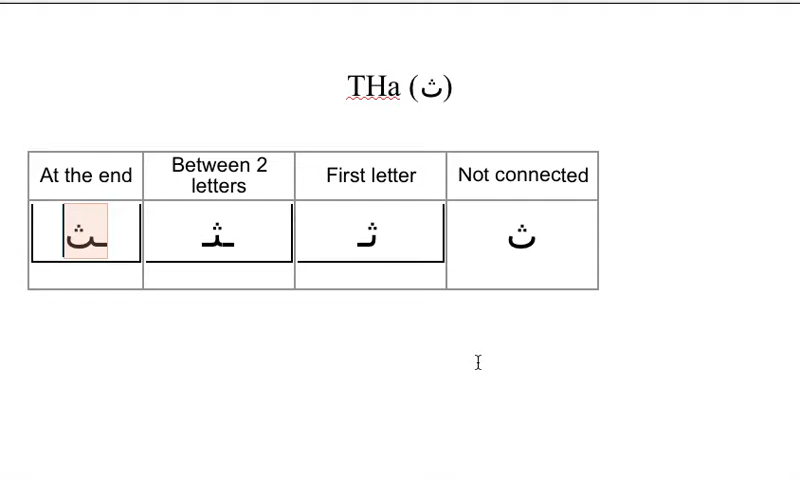 THa (ث)
At the end
Between 2
letters
First letter
Not connected
ـث
ـثـ
ثـ
ث